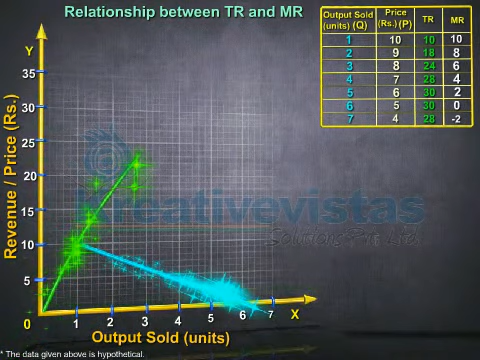 Relationship between TR and MR
Output Sold (units) (Q) Price (Rs.) (P) TR MR
1 10 10 10
2 9 18 8
3 8 24 6
4 7 28 4
5 6 30 2
6 5 30 0
7 4 28 -2
Y
35
30
25
20
15
10
5
0
1 2 3 4 5 6 7 X
Revenue / Price (Rs.)
Output Sold (units)
Kreativevistas
Solutions Pvt Ltd
* The data given above is hypothetical.